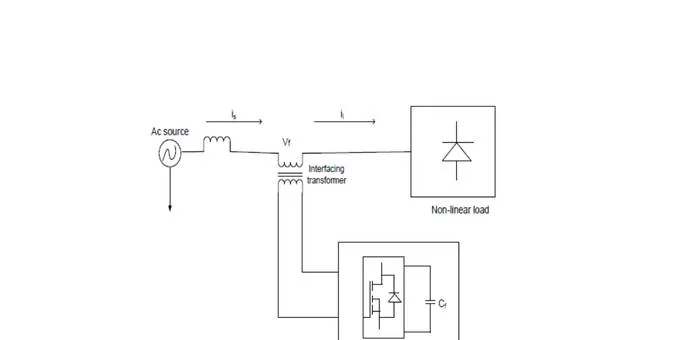 is
il
Ac source
Vf
Interfacing
transformer
Non-linear load
Cf